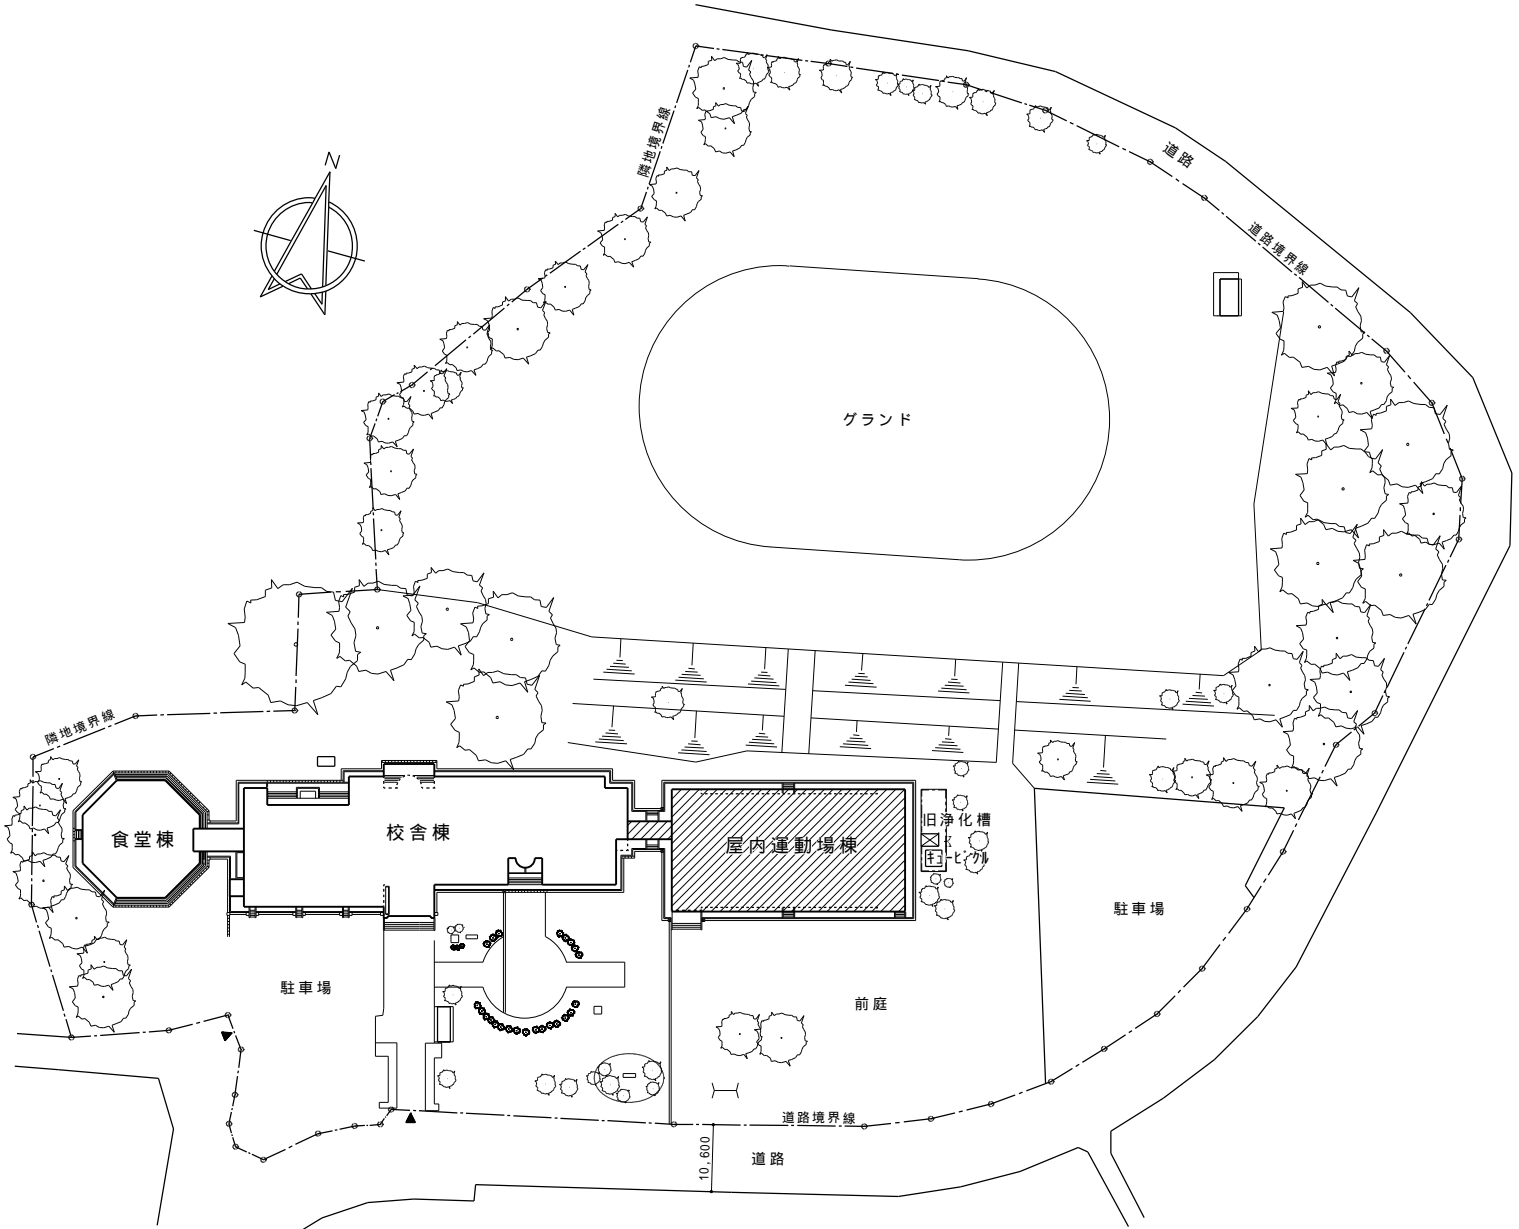 N
隣地境界線
道路
道路境界線
グランド
隣地境界線
食堂棟
校舎棟
屋内運動場棟
旧浄化槽
キュービクル
駐車場
駐車場
前庭
道路境界線
10,600
道路